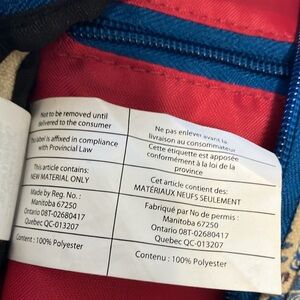 Not to be removed until
delivered to the consumer
This label is affixed in compliance
with Provincial Law
This article contains:
NEW MATERIAL ONLY
Made by Reg. No.:
Manitoba 67250
Ontario 08T-02680417
Quebec QC-013207
Content: 100% Polyester
Ne pas enlever avant la
livraison au consommateur
Cette étiquette est apposée
conformément à la loi de la
province
Cet article contient des:
MATÉRIAUX NEUFS SEULEMENT
Fabriqué par No de permis :
Manitoba 67250
Ontario 08T-02680417
Quebec QC-013207
Contenu : 100% Polyester